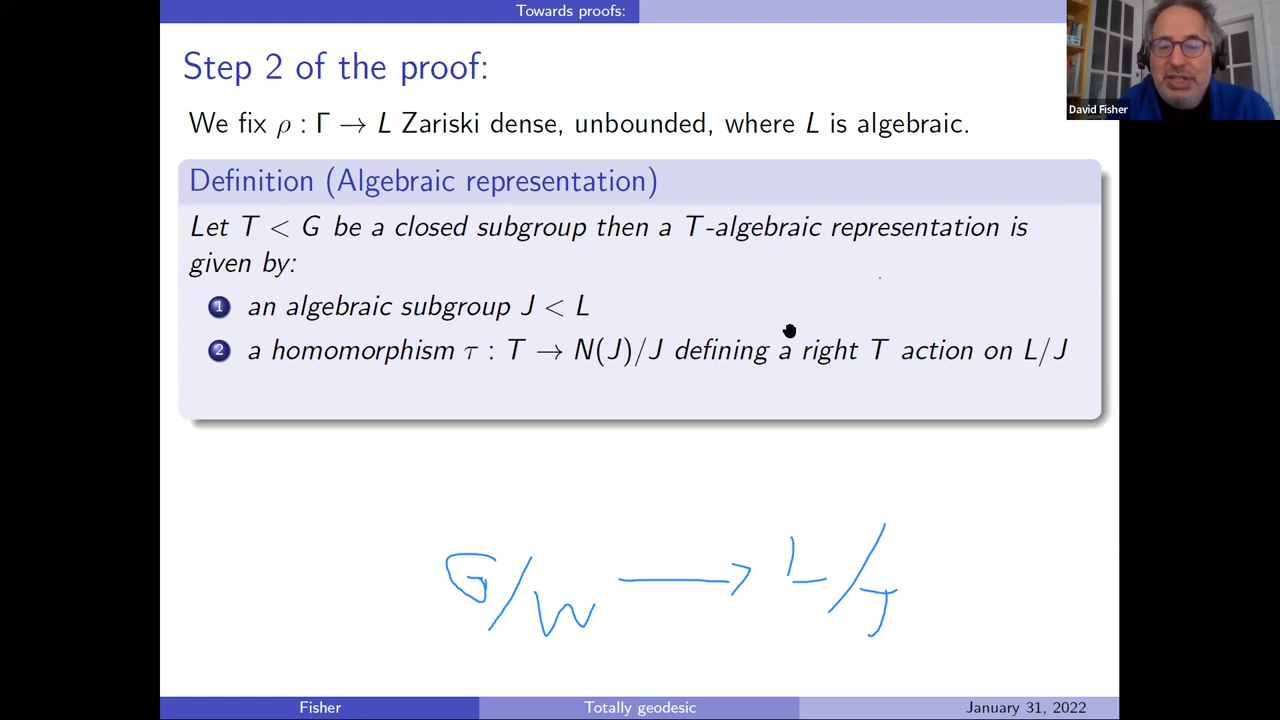 Towards proofs:
Step 2 of the proof:
We fix ρ : Γ → L Zariski dense, unbounded, where L is algebraic.
David Fisher
Definition (Algebraic representation)
Let T < G be a closed subgroup then a T-algebraic representation is
given by:
1 an algebraic subgroup J < L
2 a homomorphism τ : T → N(J)/J defining a right T action on L/J
G/W → L/J
Fisher
Totally geodesic
January 31, 2022